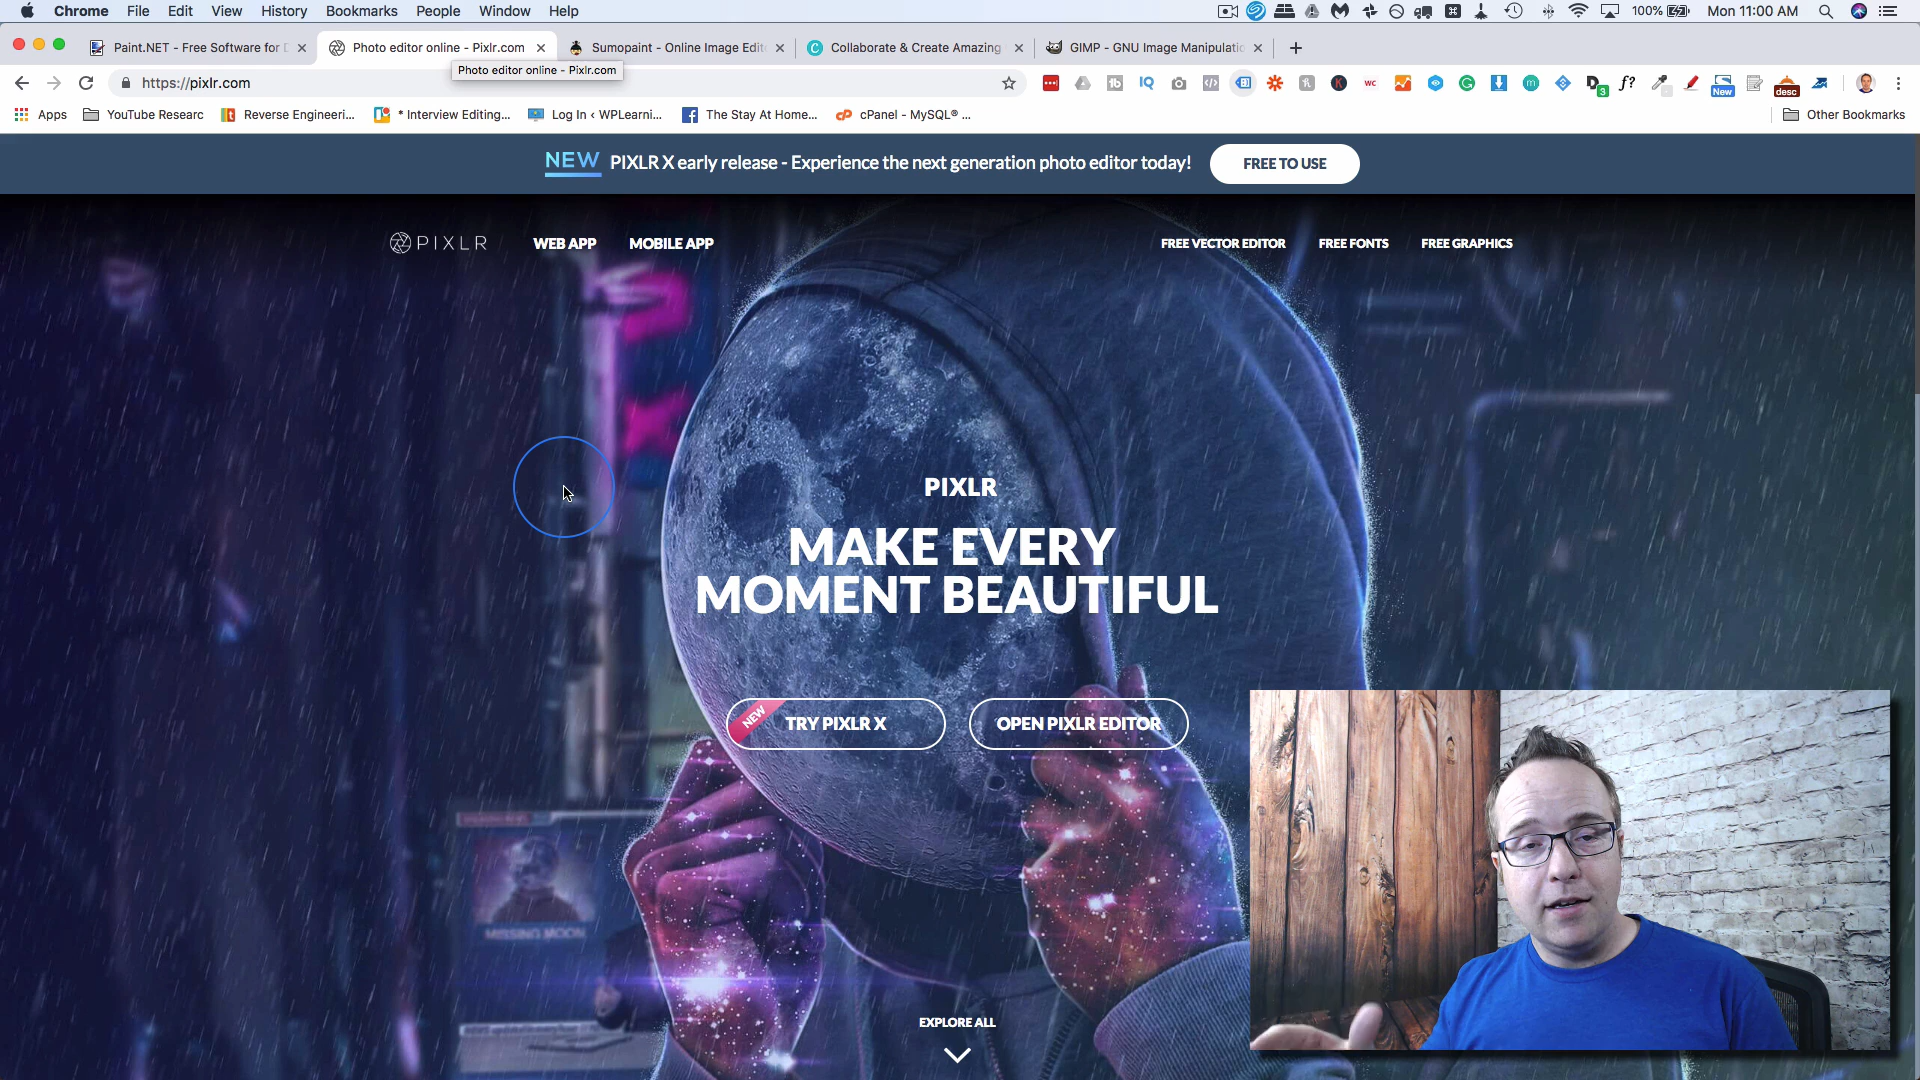 Chrome File Edit View History Bookmarks People Window Help 100% Mon 11:00 AM
Paint.NET - Free Software for D Photo editor online - Pixlr.com Sumopaint - Online Image Edit Collaborate & Create Amazing GIMP - GNU Image Manipulatio
Photo editor online - Pixlr.com
https://pixlr.com
Apps YouTube Researc Reverse Engineeri... * Interview Editing... Log In ‹ WPLearni... The Stay At Home... cPanel - MySQL® ... Other Bookmarks
NEW PIXLR X early release - Experience the next generation photo editor today! FREE TO USE
PIXLR WEB APP MOBILE APP FREE VECTOR EDITOR FREE FONTS FREE GRAPHICS
PIXLR
MAKE EVERY
MOMENT BEAUTIFUL
NEW TRY PIXLR X OPEN PIXLR EDITOR
MISSING MOON
EXPLORE ALL